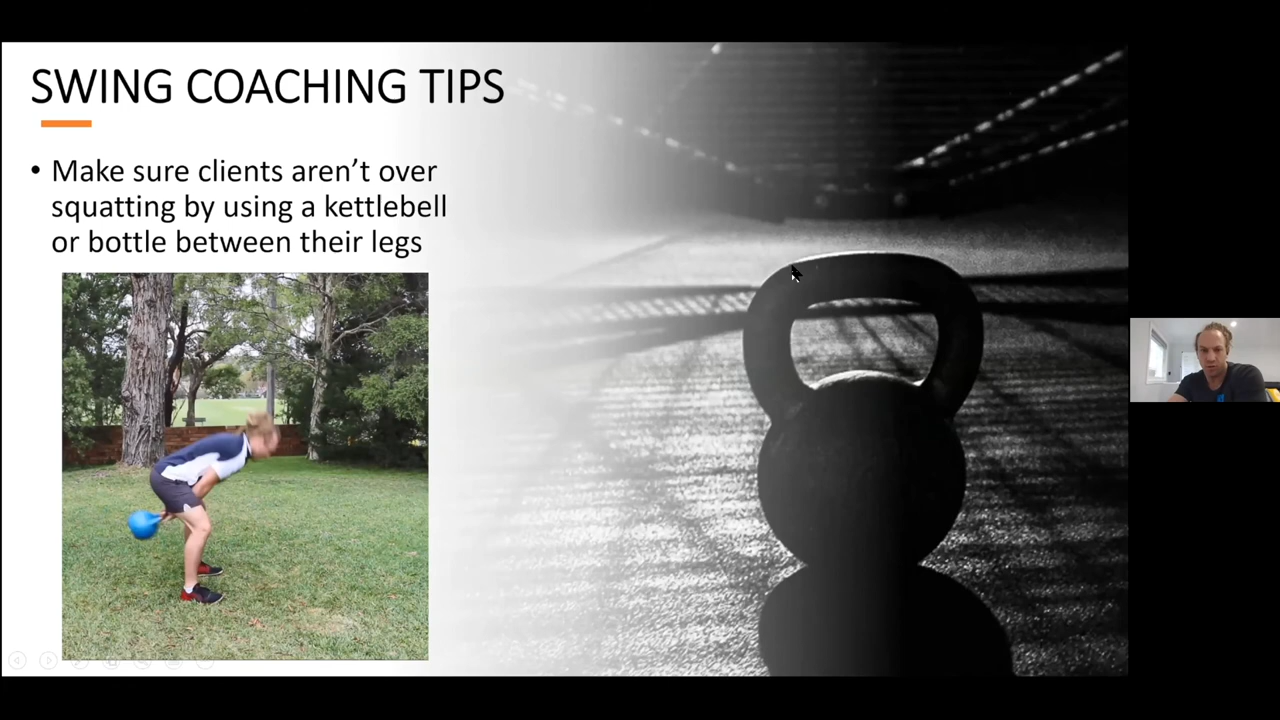 SWING COACHING TIPS
• Make sure clients aren’t over
squatting by using a kettlebell
or bottle between their legs